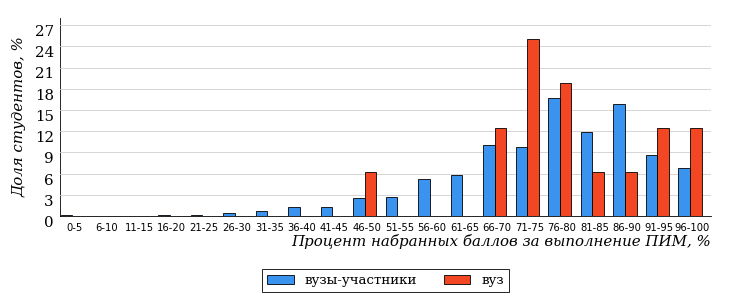 Доля студентов, %
27
24
21
18
15
12
9
6
3
0
0-5 6-10 11-15 16-20 21-25 26-30 31-35 36-40 41-45 46-50 51-55 56-60 61-65 66-70 71-75 76-80 81-85 86-90 91-95 96-100
Процент набранных баллов за выполнение ПИМ, %
вузы-участники вуз